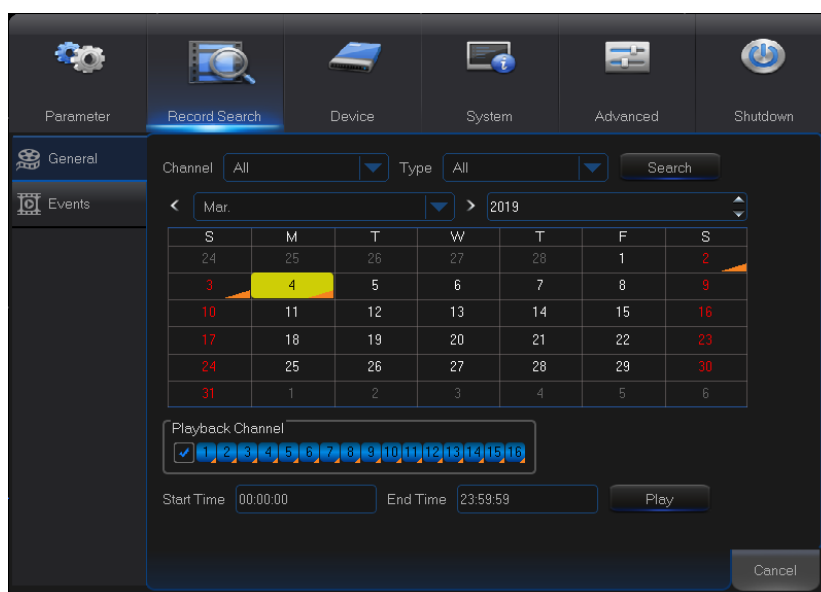 Parameter Record Search Device System Advanced Shutdown
General
Events
Channel All Type All Search
< Mar. > 2019
S M T W T F S
24 25 26 27 28 1 2
3 4 5 6 7 8 9
10 11 12 13 14 15 16
17 18 19 20 21 22 23
24 25 26 27 28 29 30
31 1 2 3 4 5 6
Playback Channel
1 2 3 4 5 6 7 8 9 10 11 12 13 14 15 16
Start Time 00:00:00 End Time 23:59:59 Play
Cancel